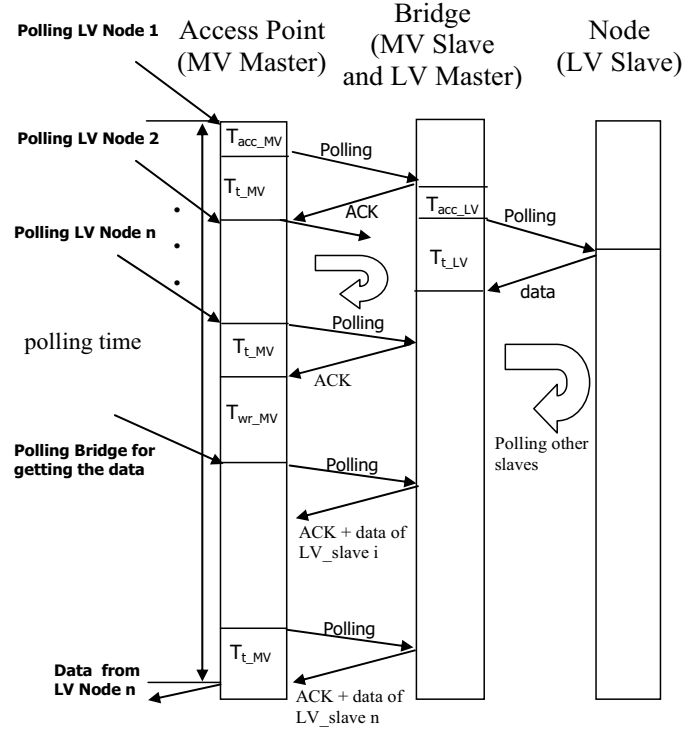 Polling LV Node 1
Access Point
(MV Master)
Bridge
(MV Slave
and LV Master)
Node
(LV Slave)
T_acc_MV
Polling
Polling LV Node 2
T_t_MV
ACK
T_acc_LV
Polling
Polling LV Node n
T_t_LV
data
Polling
polling time
T_t_MV
ACK
T_wr_MV
Polling other
slaves
Polling Bridge for
getting the data
Polling
ACK + data of
LV_slave i
Polling
T_t_MV
Data from
LV Node n
ACK + data of
LV_slave n